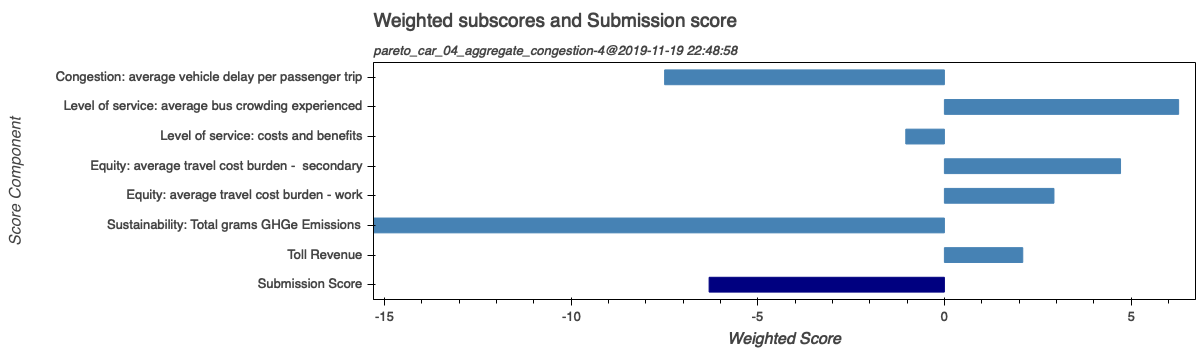 Weighted subscores and Submission score
pareto_car_04_aggregate_congestion-4@2019-11-19 22:48:58
Score Component
Congestion: average vehicle delay per passenger trip
Level of service: average bus crowding experienced
Level of service: costs and benefits
Equity: average travel cost burden -  secondary
Equity: average travel cost burden - work
Sustainability: Total grams GHGe Emissions
Toll Revenue
Submission Score
-15 -10 -5 0 5
Weighted Score